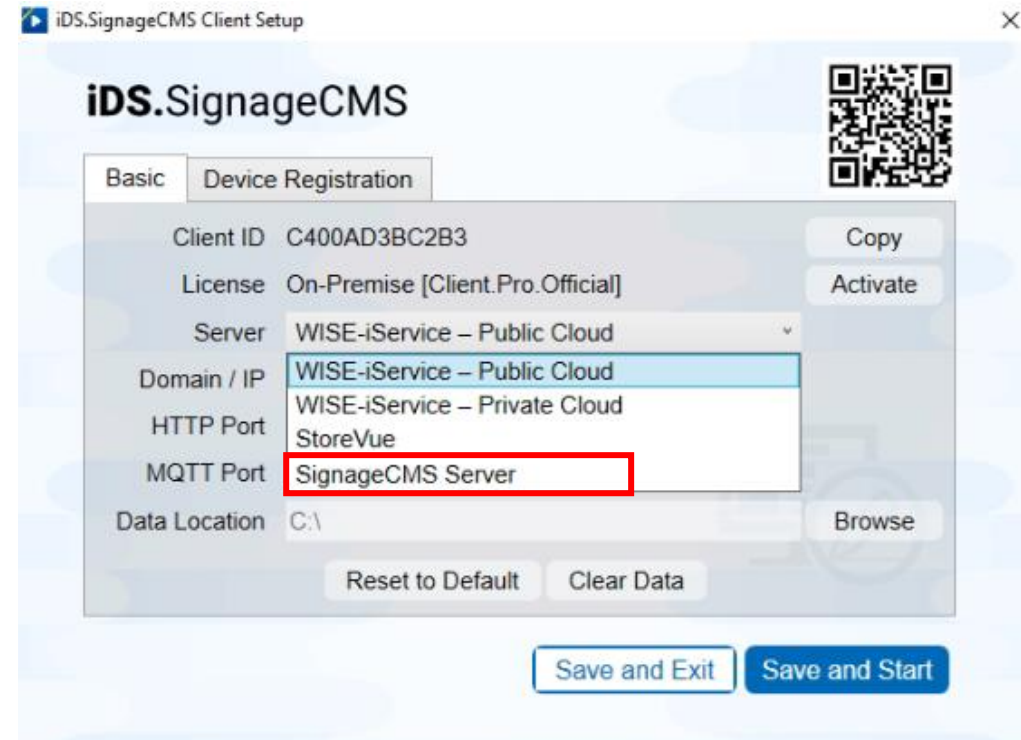 iDS.SignageCMS Client Setup
iDS.SignageCMS
Basic Device Registration
Client ID C400AD3BC2B3 Copy
License On-Premise [Client.Pro.Official] Activate
Server WISE-iService – Public Cloud
Domain / IP WISE-iService – Public Cloud
WISE-iService – Private Cloud
HTTP Port StoreVue
MQTT Port SignageCMS Server
Data Location C:\ Browse
Reset to Default Clear Data
Save and Exit Save and Start